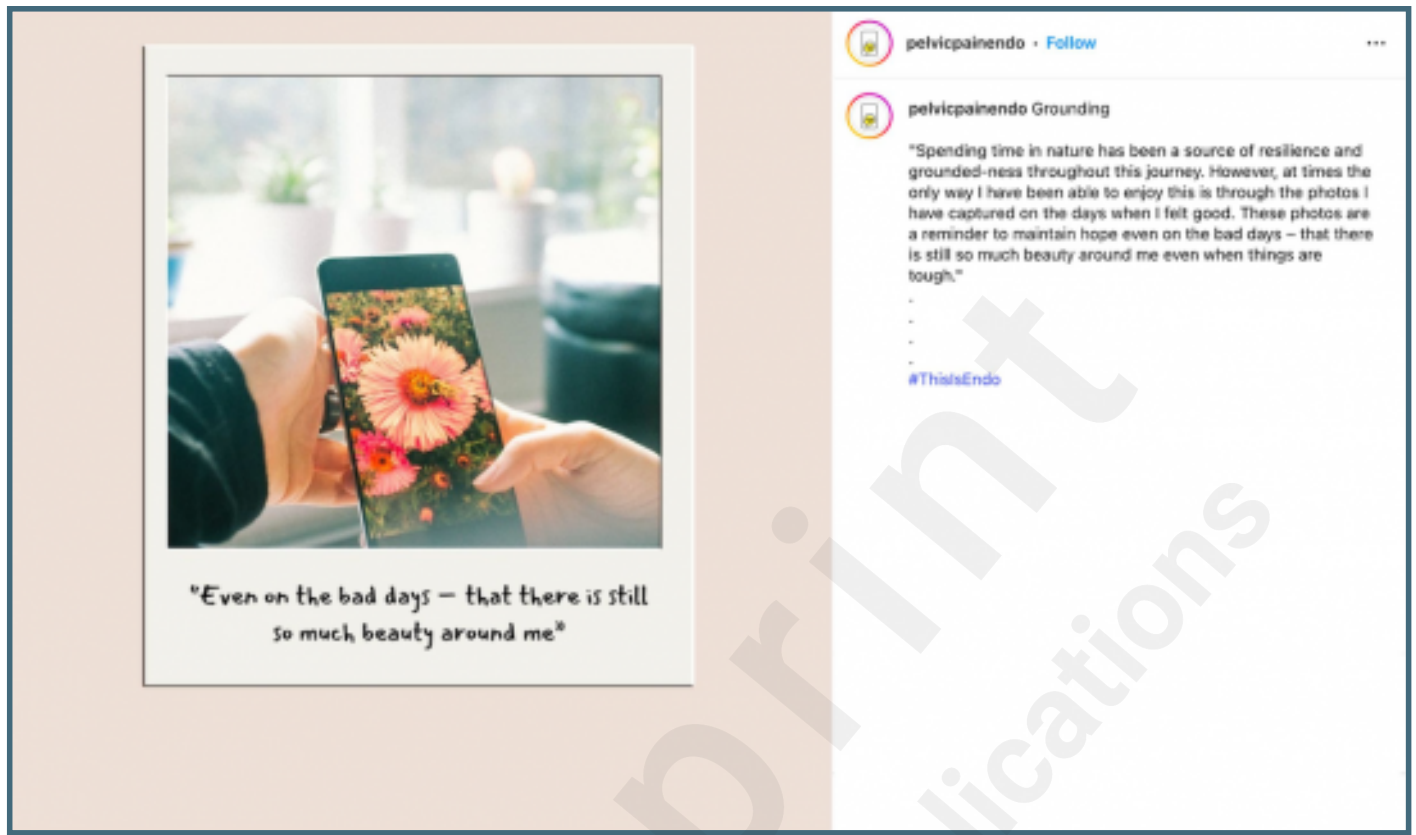 "Even on the bad days – that there is still
so much beauty around me"
pelvicpainendo · Follow
...
pelvicpainendo Grounding
"Spending time in nature has been a source of resilience and
grounded-ness throughout this journey. However, at times the
only way I have been able to enjoy this is through the photos I
have captured on the days when I felt good. These photos are
a reminder to maintain hope even on the bad days – that there
is still so much beauty around me even when things are
tough."
.
.
.
.
#ThisIsEndo
print
lications